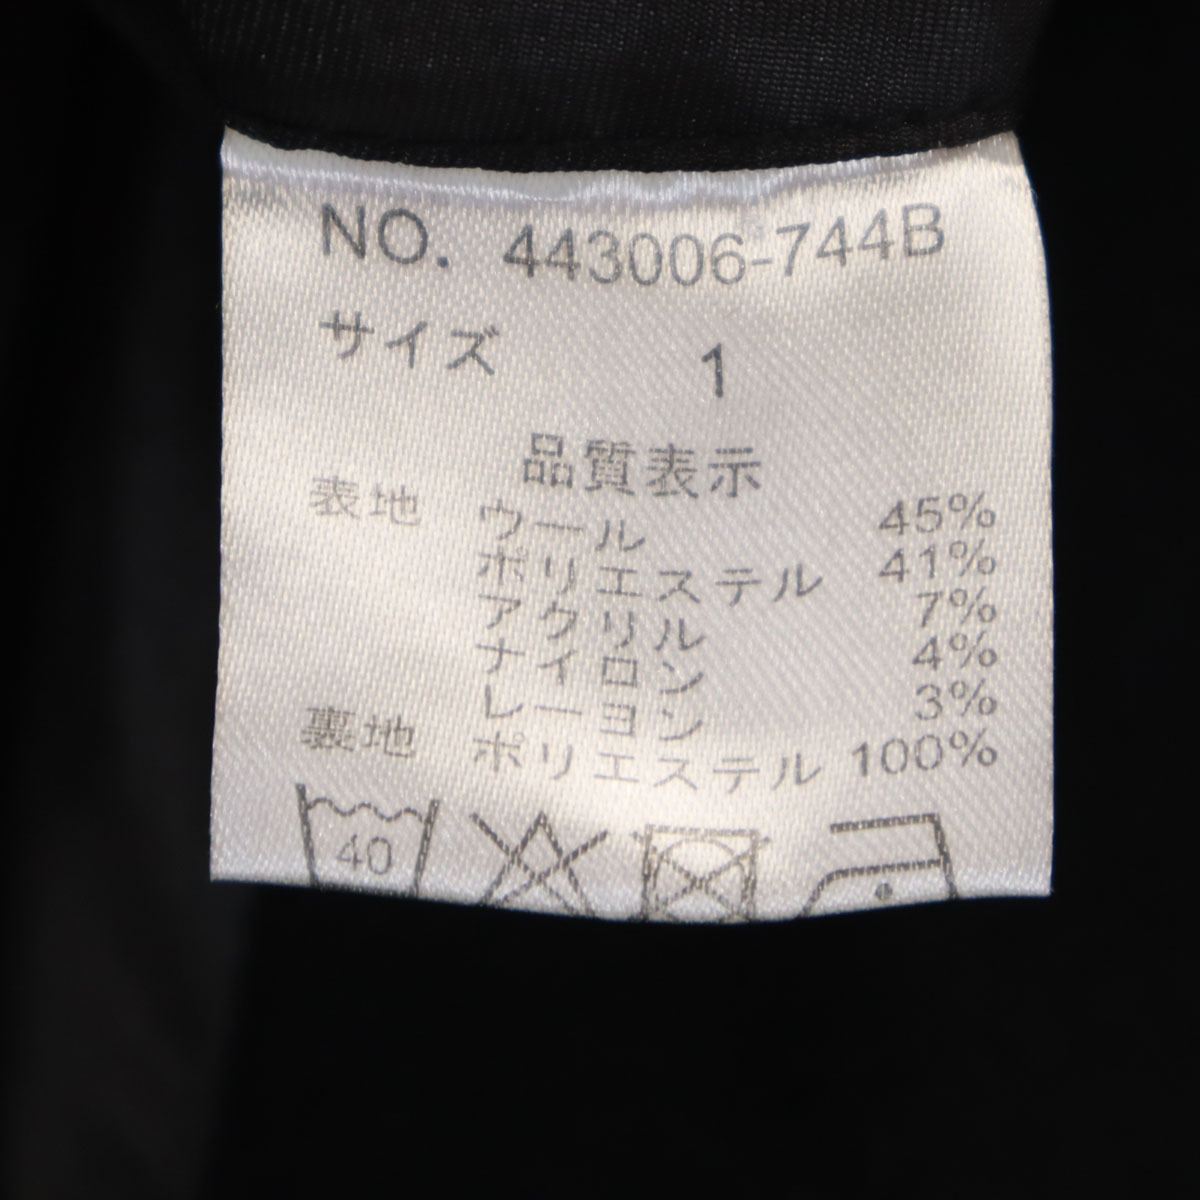 NO. 443006-744B
サイズ 1
品質表示
表地 ウール 45%
ポリエステル 41%
アクリル 7%
ナイロン 4%
レーヨン 3%
裏地 ポリエステル 100%
40